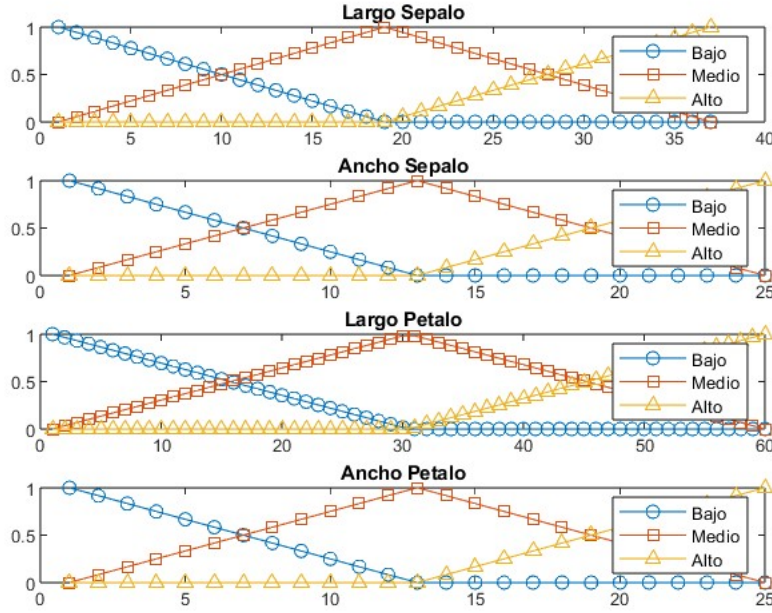 Largo Sepalo
1
0.5
0
Bajo
Medio
Alto
0 5 10 15 20 25 30 35 40
Ancho Sepalo
1
0.5
0
Bajo
Medio
Alto
0 5 10 15 20 25
Largo Petalo
1
0.5
0
Bajo
Medio
Alto
0 10 20 30 40 50 60
Ancho Petalo
1
0.5
0
Bajo
Medio
Alto
0 5 10 15 20 25